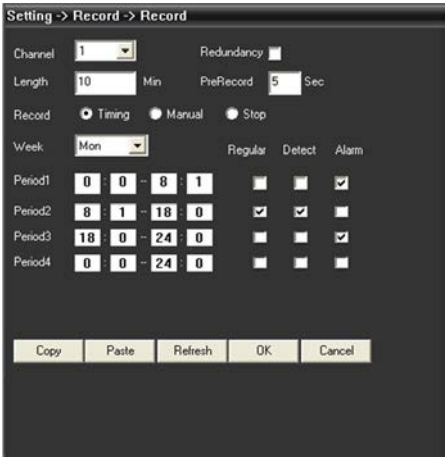 Setting -> Record -> Record
Channel 1 Redundancy
Length 10 Min PreRecord 5 Sec
Record Timing Manual Stop
Week Mon Regular Detect Alarm
Period1 0 : 0 - 8 : 1
Period2 8 : 1 - 18 : 0
Period3 18 : 0 - 24 : 0
Period4 0 : 0 - 24 : 0
Copy Paste Refresh OK Cancel